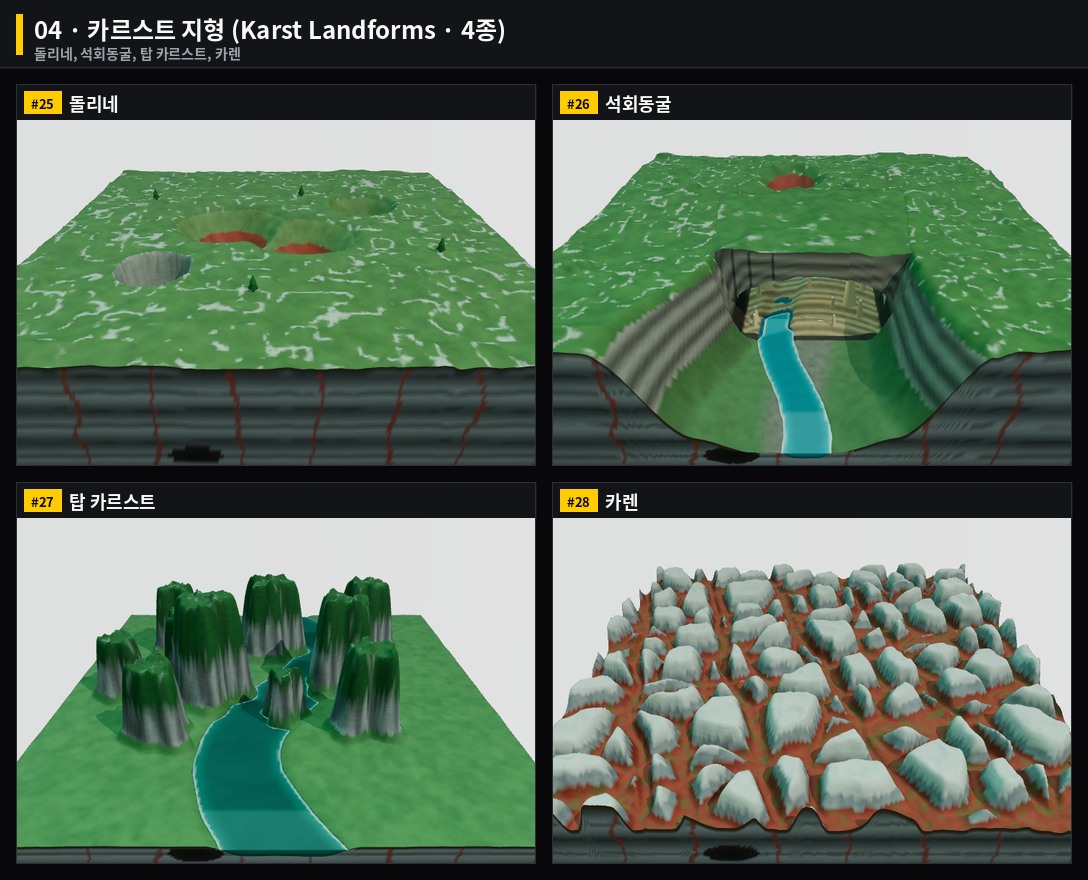 04 · 카르스트 지형 (Karst Landforms · 4종)
돌리네, 석회동굴, 탑 카르스트, 카렌
#25 돌리네
#26 석회동굴
#27 탑 카르스트
#28 카렌